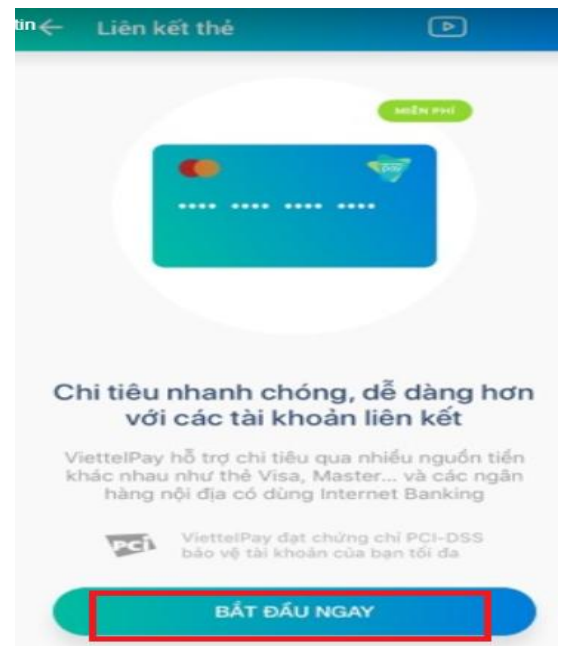 tin
Liên kết thẻ
MIỄN PHÍ
pay
•••• •••• •••• ••••
Chi tiêu nhanh chóng, dễ dàng hơn
với các tài khoản liên kết
ViettelPay hỗ trợ chi tiêu qua nhiều nguồn tiền
khác nhau như thẻ Visa, Master... và các ngân
hàng nội địa có dùng Internet Banking
PCI
ViettelPay đạt chứng chỉ PCI-DSS
bảo vệ tài khoản của bạn tối đa
BẮT ĐẦU NGAY